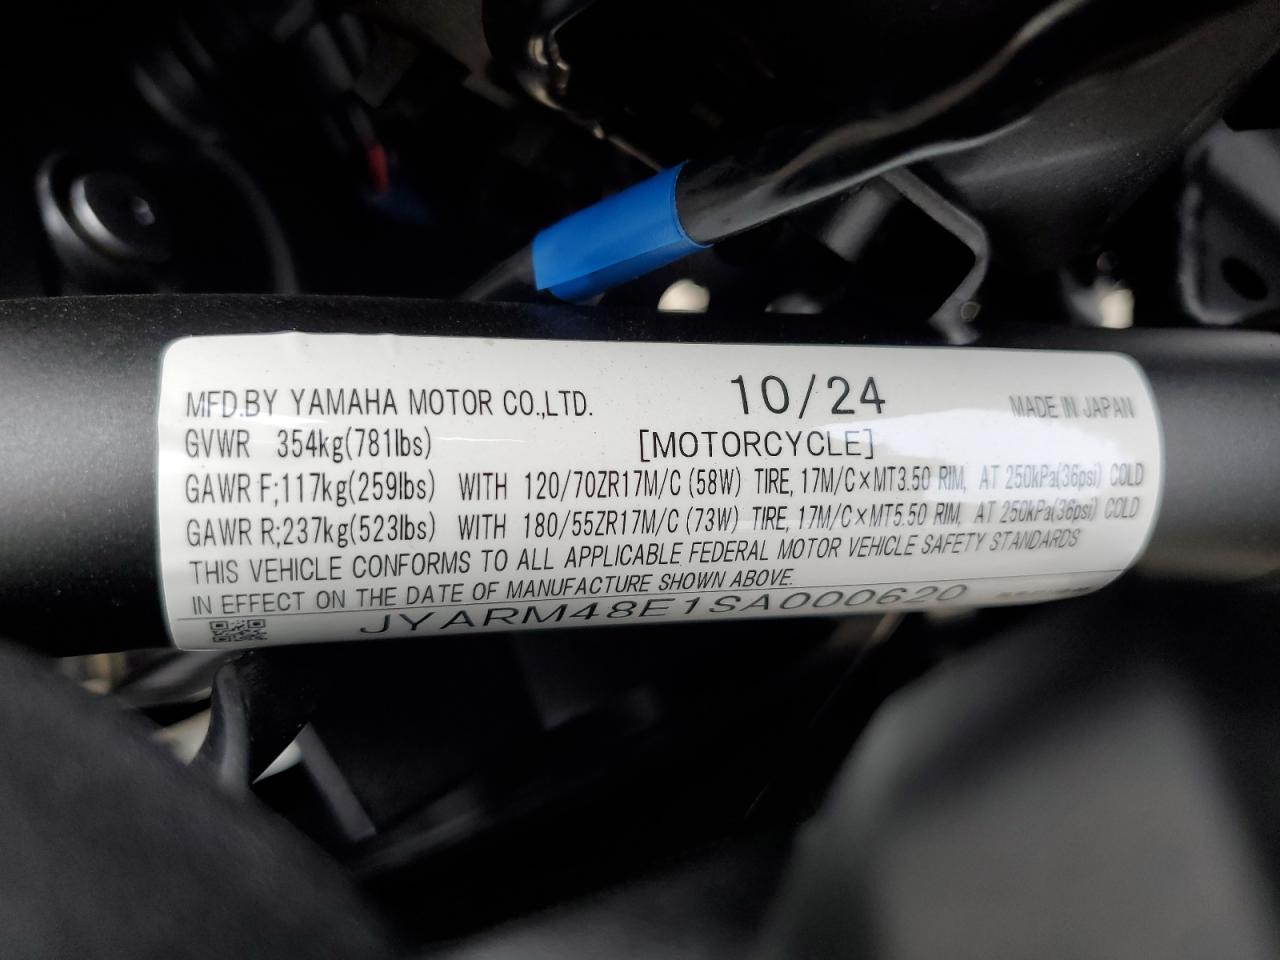 MFD.BY YAMAHA MOTOR CO.,LTD. 10/24 MADE IN JAPAN
GVWR 354kg(781lbs) [MOTORCYCLE]
GAWR F;117kg(259lbs) WITH 120/70ZR17M/C (58W) TIRE, 17M/C×MT3.50 RIM, AT 250kPa(36psi) COLD
GAWR R;237kg(523lbs) WITH 180/55ZR17M/C (73W) TIRE, 17M/C×MT5.50 RIM, AT 250kPa(36psi) COLD
THIS VEHICLE CONFORMS TO ALL APPLICABLE FEDERAL MOTOR VEHICLE SAFETY STANDARDS
IN EFFECT ON THE DATE OF MANUFACTURE SHOWN ABOVE.
JYARM48E1SA000620